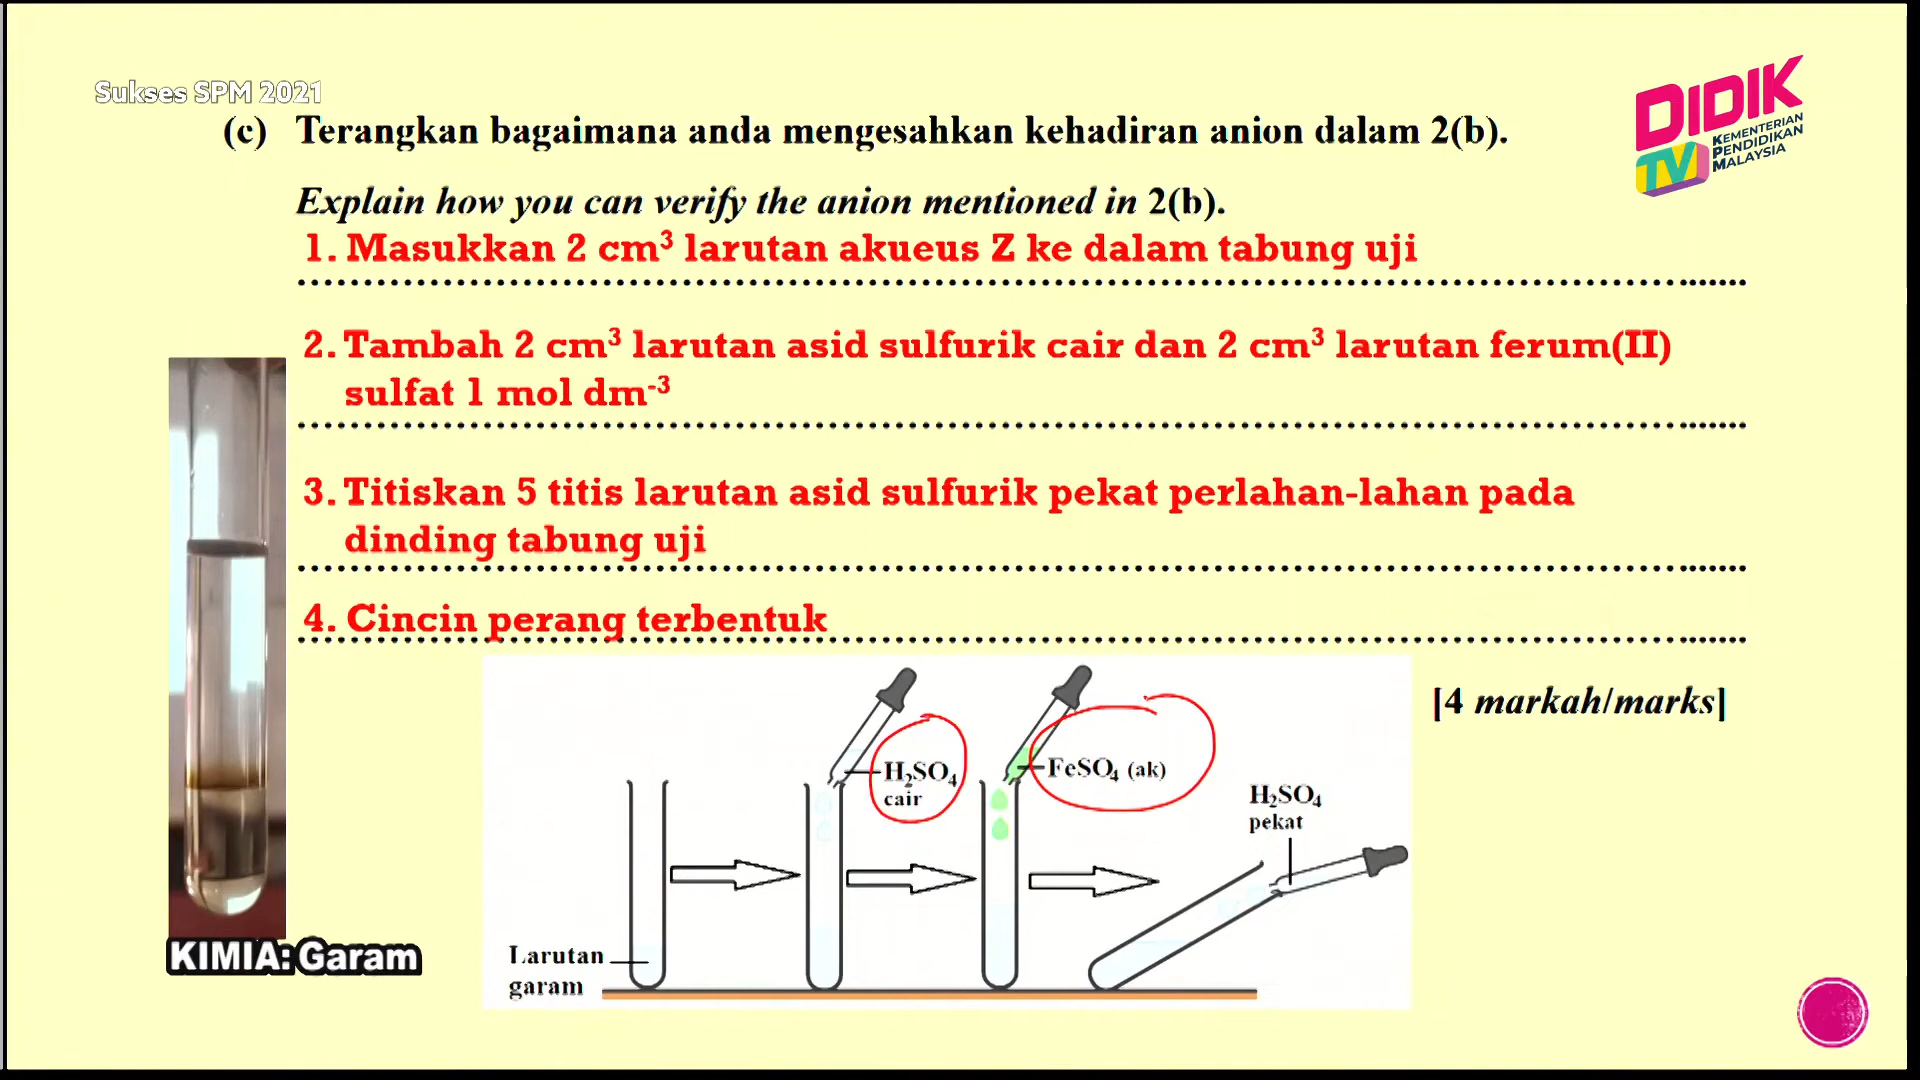 Sukses SPM 2021
DIDIK
TV
KEMENTERIAN
PENDIDIKAN
MALAYSIA
(c) Terangkan bagaimana anda mengesahkan kehadiran anion dalam 2(b).
Explain how you can verify the anion mentioned in 2(b).
1. Masukkan 2 cm³ larutan akueus Z ke dalam tabung uji
2. Tambah 2 cm³ larutan asid sulfurik cair dan 2 cm³ larutan ferum(II)
sulfat 1 mol dm⁻³
3. Titiskan 5 titis larutan asid sulfurik pekat perlahan-lahan pada
dinding tabung uji
4. Cincin perang terbentuk
[4 markah/marks]
H₂SO₄
cair
FeSO₄ (ak)
H₂SO₄
pekat
Larutan
garam
KIMIA: Garam